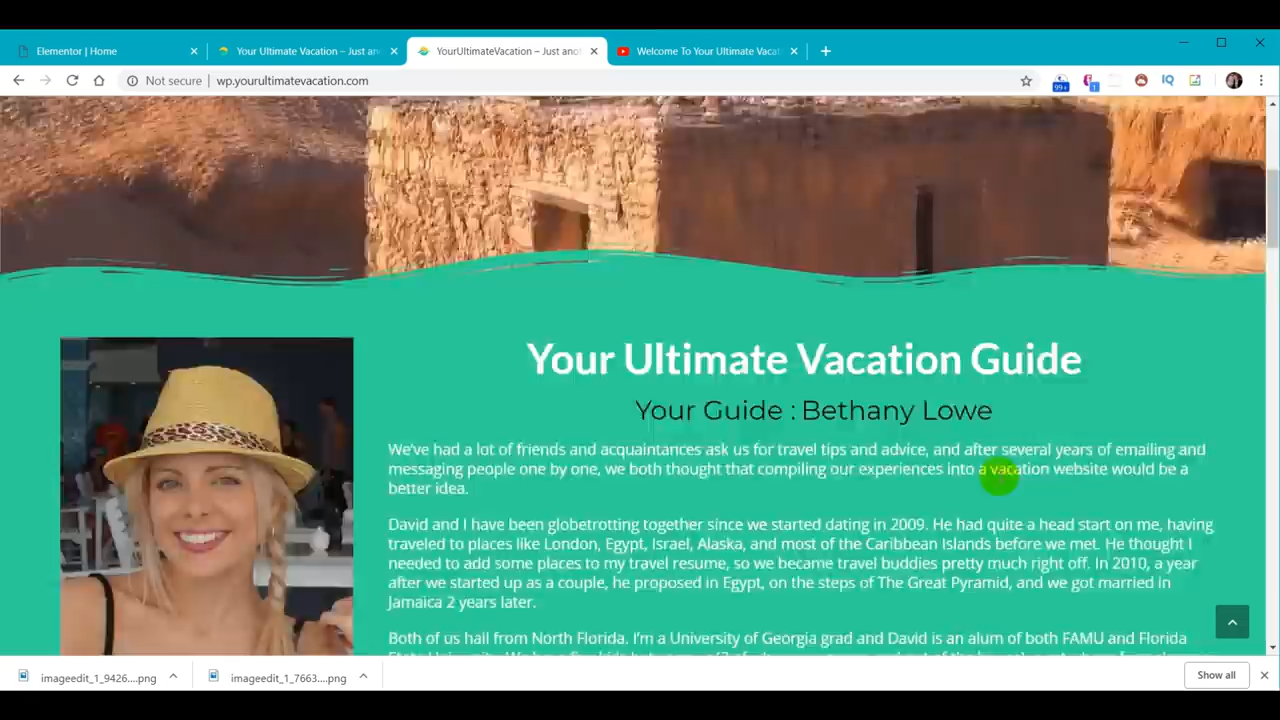 Elementor | Home
Your Ultimate Vacation – Just an
YourUltimateVacation – Just ano
Welcome To Your Ultimate Vacat
Not secure
wp.yourultimatevacation.com
99+
1
IQ
Your Ultimate Vacation Guide
Your Guide : Bethany Lowe
We've had a lot of friends and acquaintances ask us for travel tips and advice, and after several years of emailing and
messaging people one by one, we both thought that compiling our experiences into a vacation website would be a
better idea.
David and I have been globetrotting together since we started dating in 2009. He had quite a head start on me, having
traveled to places like London, Egypt, Israel, Alaska, and most of the Caribbean Islands before we met. He thought I
needed to add some places to my travel resume, so we became travel buddies pretty much right off. In 2010, a year
after we started up as a couple, he proposed in Egypt, on the steps of The Great Pyramid, and we got married in
Jamaica 2 years later.
Both of us hail from North Florida. I'm a University of Georgia grad and David is an alum of both FAMU and Florida
imageedit_1_9426....png
imageedit_1_7663....png
Show all